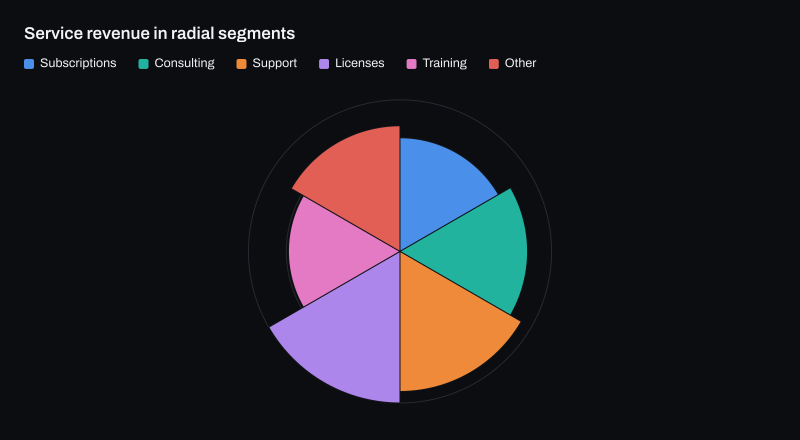 Service revenue in radial segments
Subscriptions Consulting Support Licenses Training Other